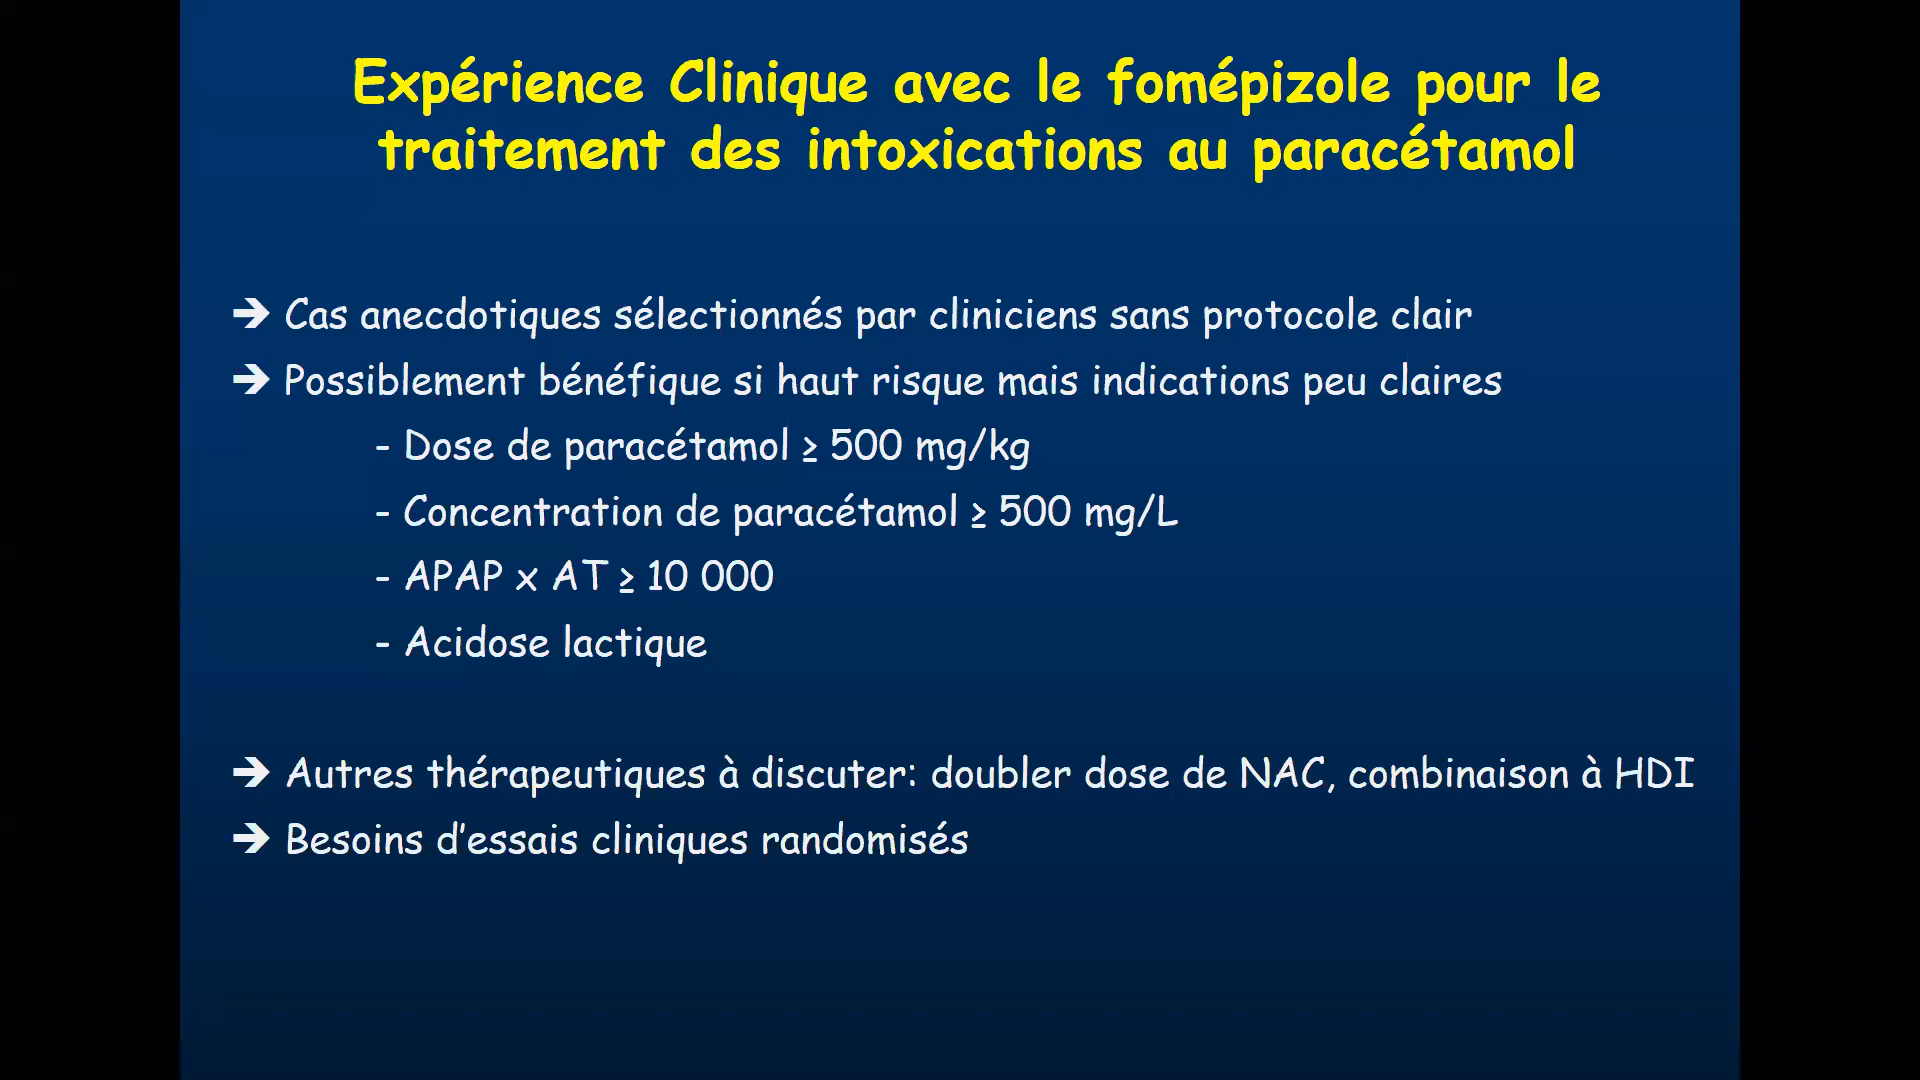 Expérience Clinique avec le fomépizole pour le
traitement des intoxications au paracétamol
➔ Cas anecdotiques sélectionnés par cliniciens sans protocole clair
➔ Possiblement bénéfique si haut risque mais indications peu claires
- Dose de paracétamol ≥ 500 mg/kg
- Concentration de paracétamol ≥ 500 mg/L
- APAP x AT ≥ 10 000
- Acidose lactique
➔ Autres thérapeutiques à discuter: doubler dose de NAC, combinaison à HDI
➔ Besoins d'essais cliniques randomisés